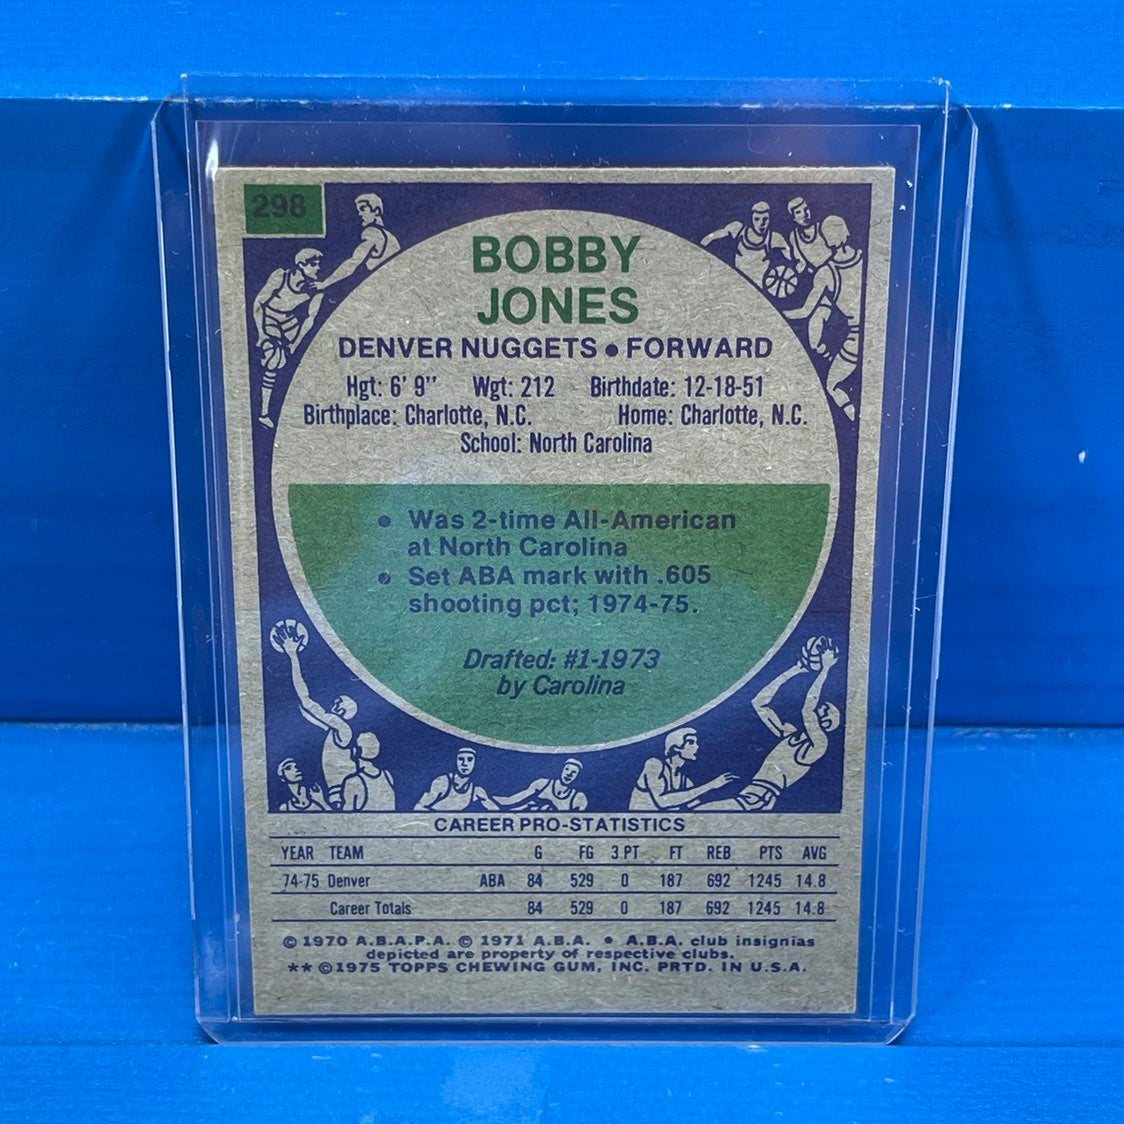 298
BOBBY
JONES
DENVER NUGGETS • FORWARD
Hgt: 6' 9" Wgt: 212 Birthdate: 12-18-51
Birthplace: Charlotte, N.C. Home: Charlotte, N.C.
School: North Carolina
• Was 2-time All-American
at North Carolina
• Set ABA mark with .605
shooting pct; 1974-75.
Drafted: #1-1973
by Carolina
CAREER PRO-STATISTICS
YEAR TEAM G FG 3 PT FT REB PTS AVG
74-75 Denver ABA 84 529 0 187 692 1245 14.8
Career Totals 84 529 0 187 692 1245 14.8
© 1970 A.B.A.P.A. © 1971 A.B.A. • A.B.A. club insignias
depicted are property of respective clubs.
** © 1975 TOPPS CHEWING GUM, INC. PRTD. IN U.S.A.